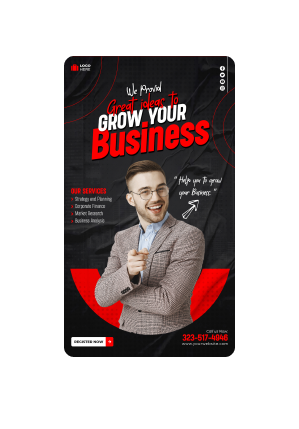 LOGO
HERE
We Provid
Great ideas to
GROW YOUR
Business
" Help you to grow
your Business "
OUR SERVICES
Strategy and Planning
Corporate Finance
Market Research
Business Analysis
REGISTER NOW
Call us Now:
323-517-4646
www.yourwebsite.com